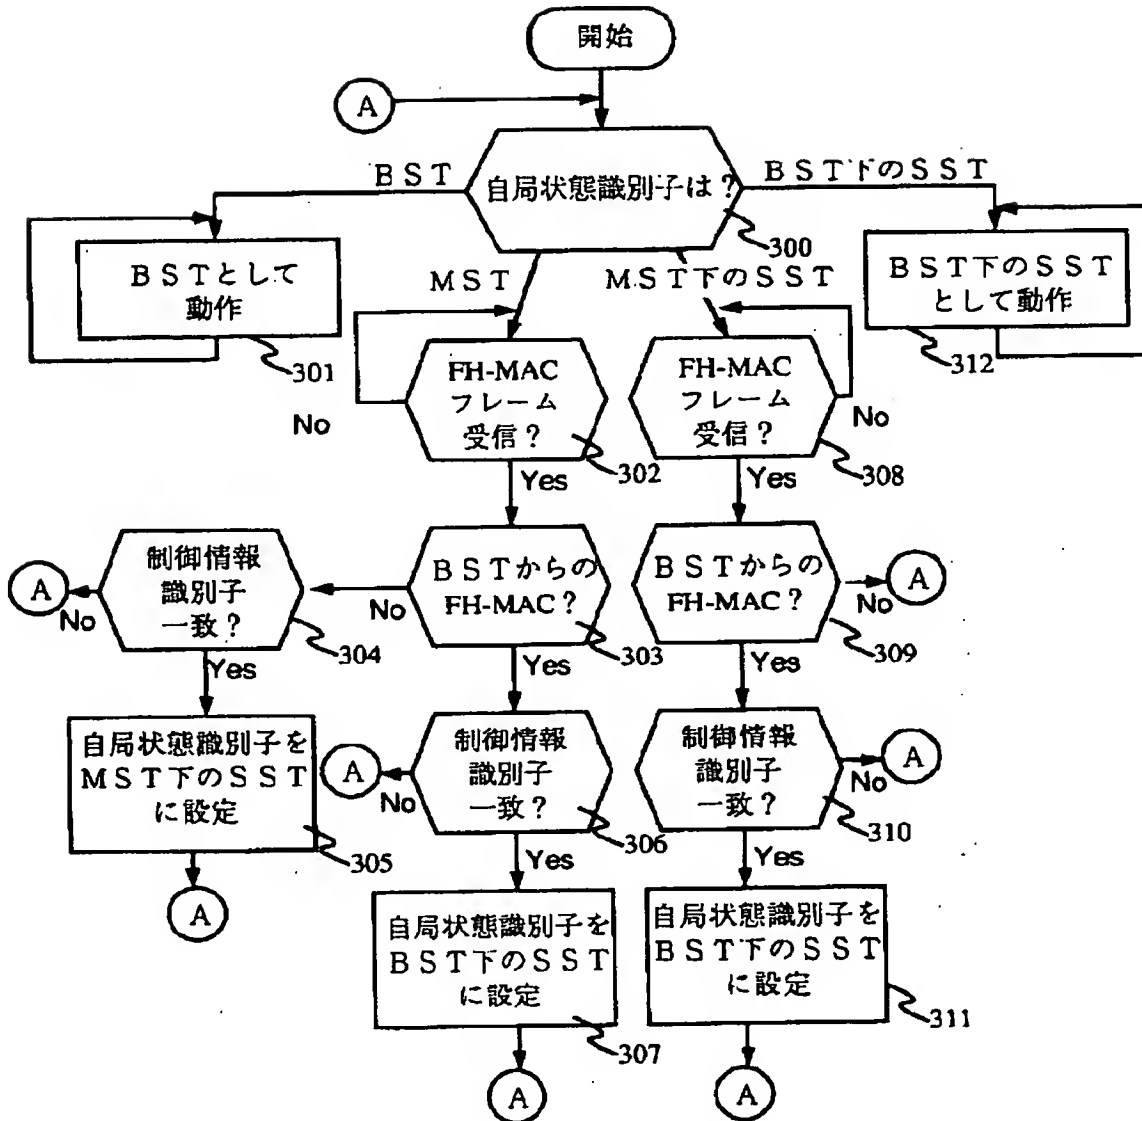 開始
A
自局状態識別子は?
300
BST
BST下のSST
MST
MST下のSST
BSTとして
動作
301
BST下のSST
として動作
312
FH-MAC
フレーム
受信?
302
No
Yes
FH-MAC
フレーム
受信?
308
No
Yes
A
No
制御情報
識別子
一致?
304
Yes
No
BSTからの
FH-MAC?
303
Yes
BSTからの
FH-MAC?
309
No
A
Yes
自局状態識別子を
MST下のSST
に設定
305
A
A
No
制御情報
識別子
一致?
306
Yes
制御情報
識別子
一致?
310
No
A
Yes
自局状態識別子を
BST下のSST
に設定
307
A
自局状態識別子を
BST下のSST
に設定
311
A